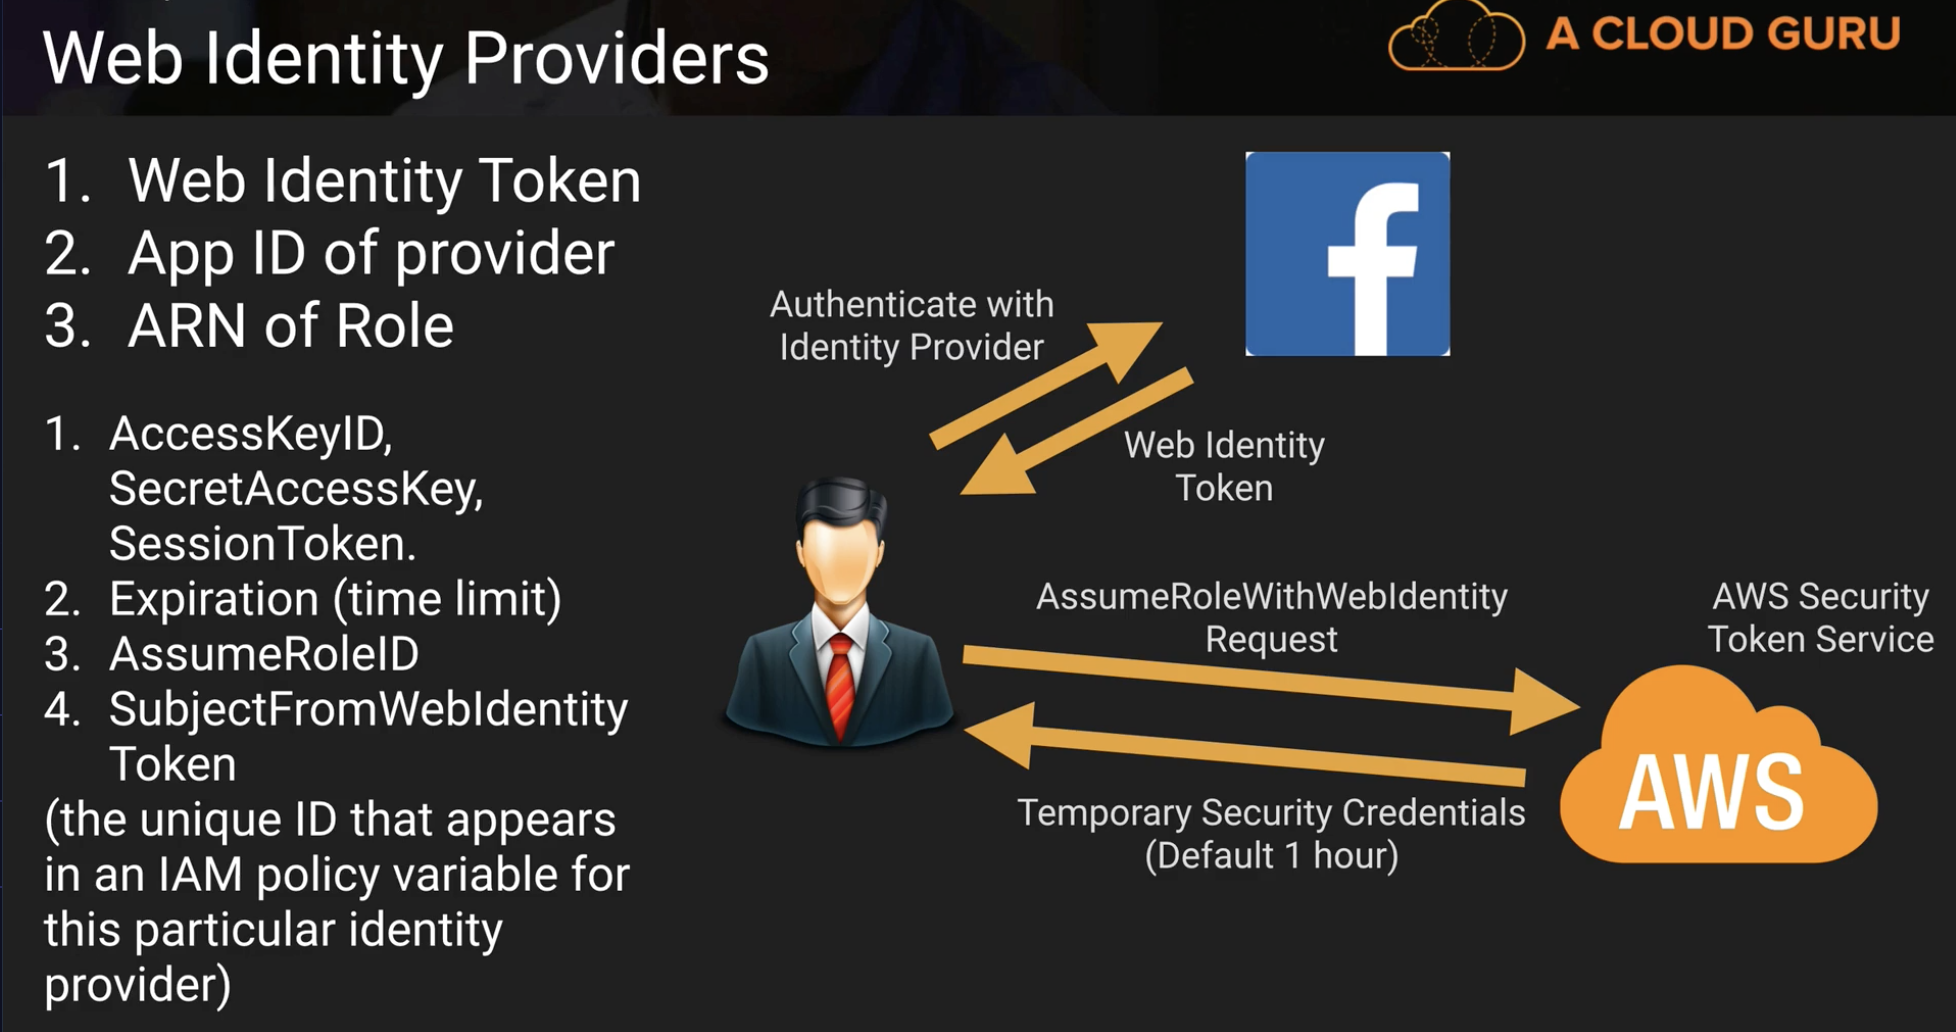 Web Identity Providers
A CLOUD GURU
1. Web Identity Token
2. App ID of provider
3. ARN of Role
1. AccessKeyID,
SecretAccessKey,
SessionToken.
2. Expiration (time limit)
3. AssumeRoleID
4. SubjectFromWebIdentity
Token
(the unique ID that appears
in an IAM policy variable for
this particular identity
provider)
f
Authenticate with
Identity Provider
Web Identity
Token
AssumeRoleWithWebIdentity
Request
AWS Security
Token Service
AWS
Temporary Security Credentials
(Default 1 hour)